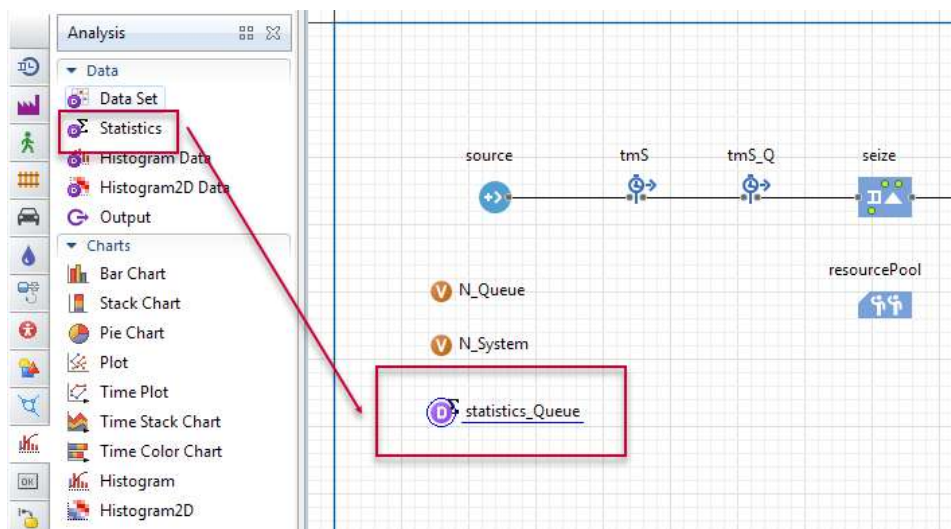 Analysis
Data
Data Set
Statistics
Histogram Data
Histogram2D Data
Output
Charts
Bar Chart
Stack Chart
Pie Chart
Plot
Time Plot
Time Stack Chart
Time Color Chart
Histogram
Histogram2D
OK
source
tmS
tmS_Q
seize
resourcePool
V N_Queue
V N_System
D Σ statistics_Queue